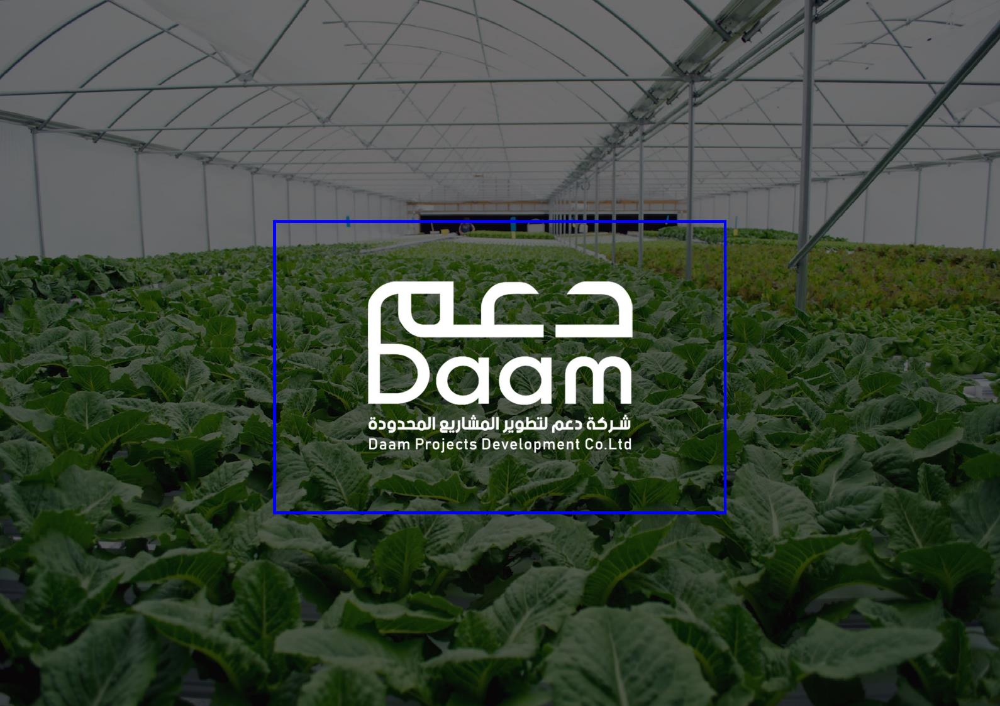 دعم
Daam
شركة دعم لتطوير المشاريع المحدودة
Daam Projects Development Co.Ltd